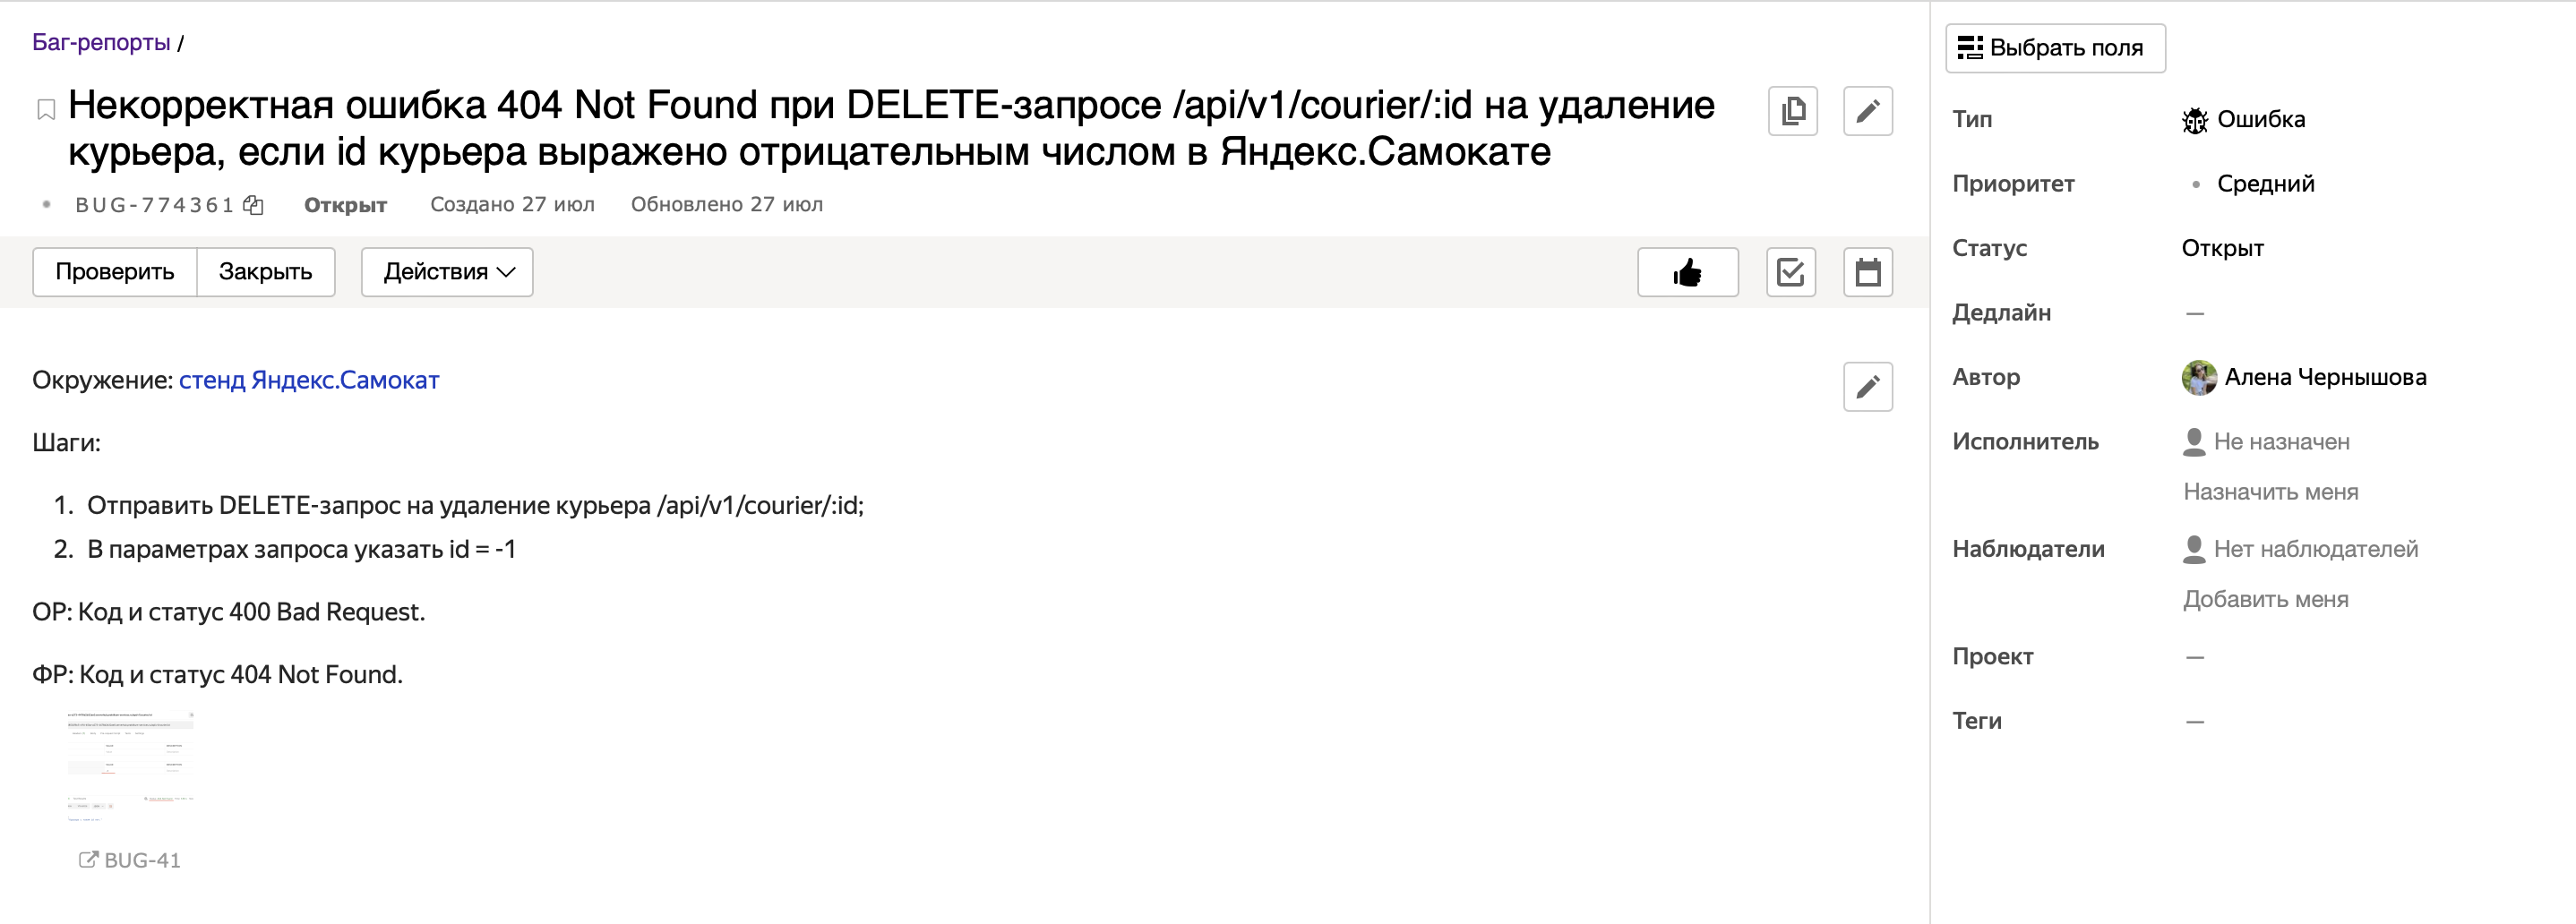 Баг-репорты /
Некорректная ошибка 404 Not Found при DELETE-запросе /api/v1/courier/:id на удаление
курьера, если id курьера выражено отрицательным числом в Яндекс.Самокате
BUG-774361 Открыт Создано 27 июл Обновлено 27 июл
Проверить Закрыть Действия
Окружение: стенд Яндекс.Самокат
Шаги:
1. Отправить DELETE-запрос на удаление курьера /api/v1/courier/:id;
2. В параметрах запроса указать id = -1
ОР: Код и статус 400 Bad Request.
ФР: Код и статус 404 Not Found.
BUG-41
Выбрать поля
Тип Ошибка
Приоритет Средний
Статус Открыт
Дедлайн —
Автор Алена Чернышова
Исполнитель Не назначен
Назначить меня
Наблюдатели Нет наблюдателей
Добавить меня
Проект —
Теги —